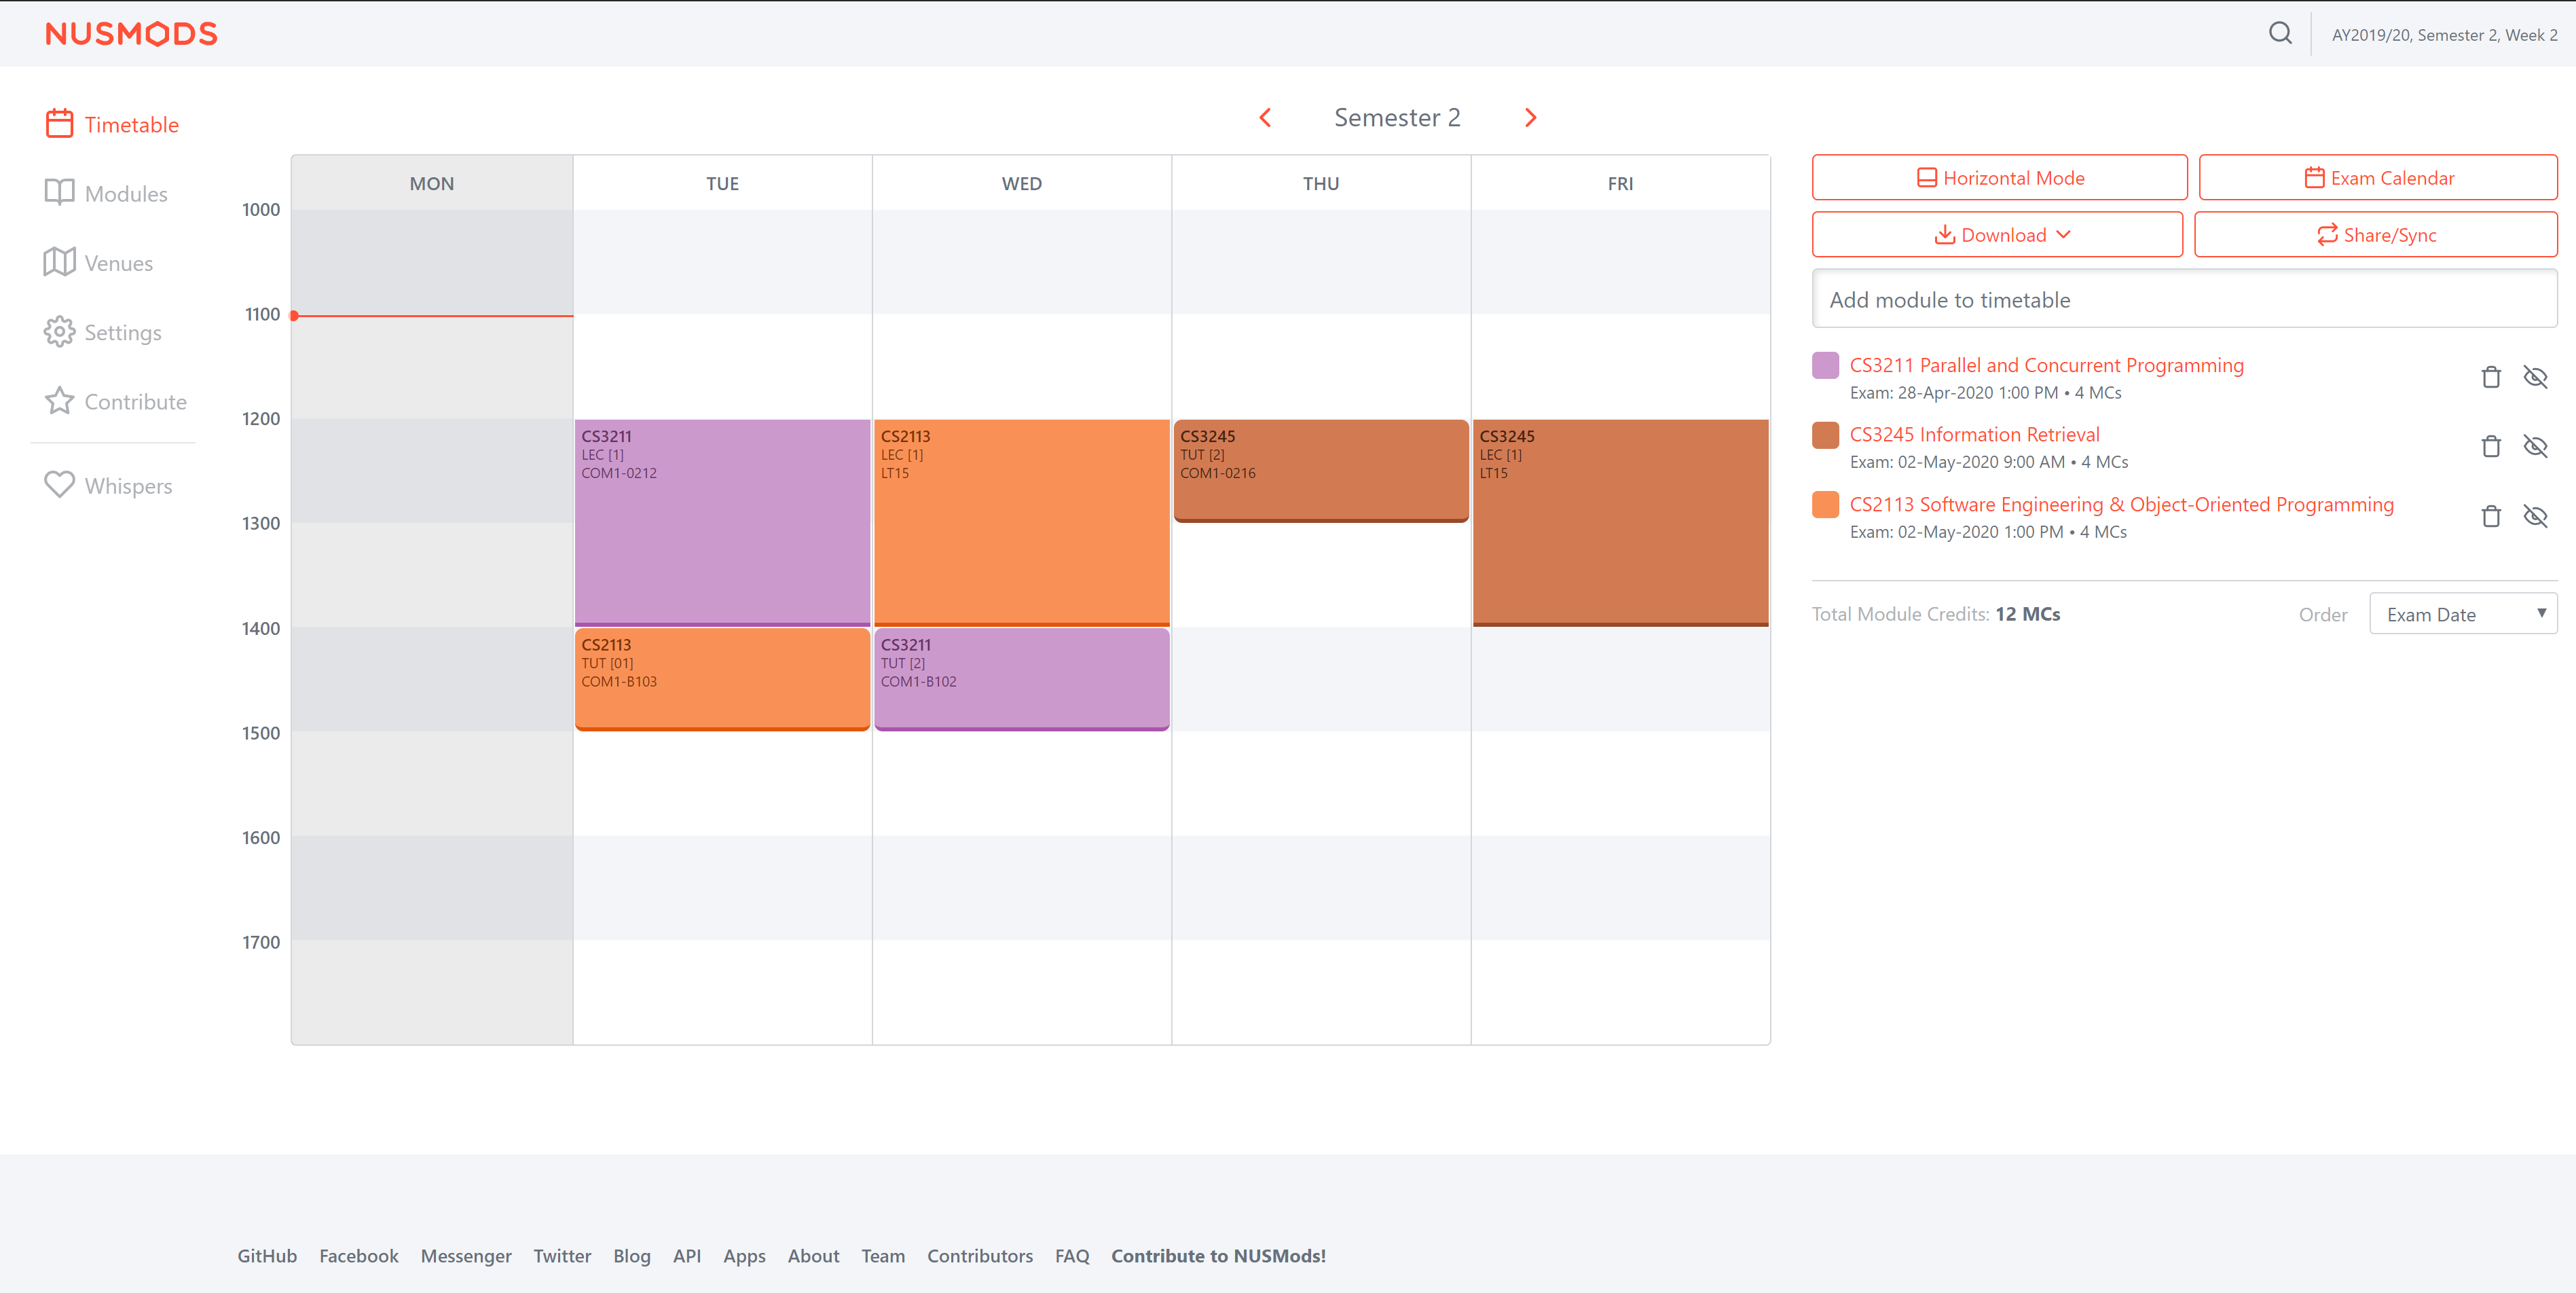 NUSMODS
AY2019/20, Semester 2, Week 2
Timetable
Modules
Venues
Settings
Contribute
Whispers
Semester 2
MON
TUE
WED
THU
FRI
1000
1100
1200
1300
1400
1500
1600
1700
CS3211
LEC [1]
COM1-0212
CS2113
TUT [01]
COM1-B103
CS2113
LEC [1]
LT15
CS3211
TUT [2]
COM1-B102
CS3245
TUT [2]
COM1-0216
CS3245
LEC [1]
LT15
Horizontal Mode
Exam Calendar
Download
Share/Sync
Add module to timetable
CS3211 Parallel and Concurrent Programming
Exam: 28-Apr-2020 1:00 PM • 4 MCs
CS3245 Information Retrieval
Exam: 02-May-2020 9:00 AM • 4 MCs
CS2113 Software Engineering & Object-Oriented Programming
Exam: 02-May-2020 1:00 PM • 4 MCs
Total Module Credits: 12 MCs
Order
Exam Date
GitHub Facebook Messenger Twitter Blog API Apps About Team Contributors FAQ Contribute to NUSMods!